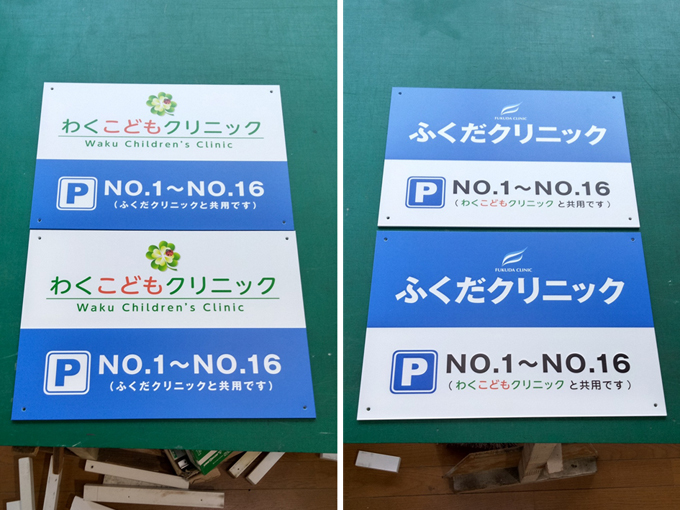 わくこどもクリニック
Waku Children's Clinic
P NO.1～NO.16
（ふくだクリニックと共用です）
わくこどもクリニック
Waku Children's Clinic
P NO.1～NO.16
（ふくだクリニックと共用です）
FUKUDA CLINIC
ふくだクリニック
P NO.1～NO.16
（わくこどもクリニック と共用です）
FUKUDA CLINIC
ふくだクリニック
P NO.1～NO.16
（わくこどもクリニック と共用です）